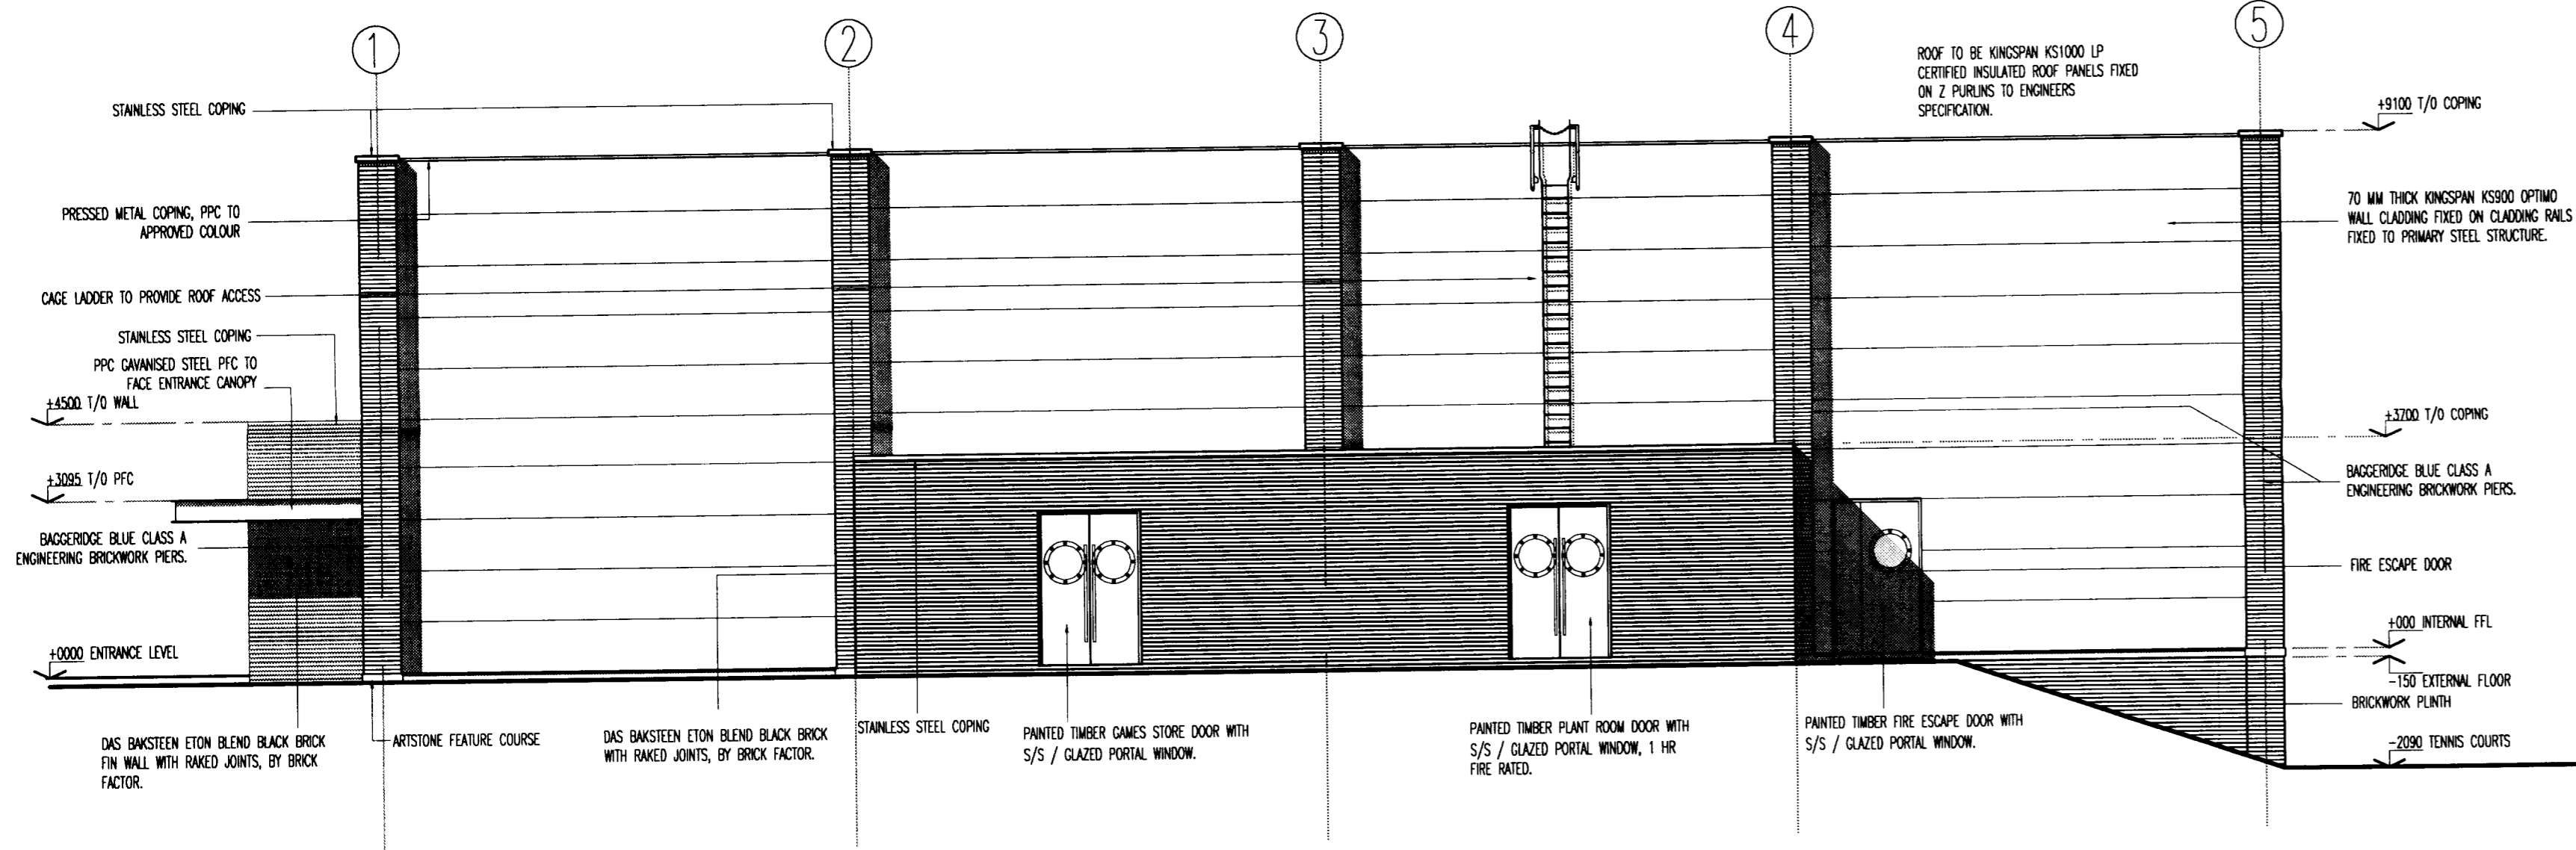 1
2
3
4
5
STAINLESS STEEL COPING
PRESSED METAL COPING, PPC TO
APPROVED COLOUR
CAGE LADDER TO PROVIDE ROOF ACCESS
STAINLESS STEEL COPING
PPC GAVANISED STEEL PFC TO
FACE ENTRANCE CANOPY
+4500 T/O WALL
+3095 T/O PFC
BAGGERIDGE BLUE CLASS A
ENGINEERING BRICKWORK PIERS.
+0000 ENTRANCE LEVEL
DAS BAKSTEEN ETON BLEND BLACK BRICK
FIN WALL WITH RAKED JOINTS, BY BRICK
FACTOR.
ARTSTONE FEATURE COURSE
DAS BAKSTEEN ETON BLEND BLACK BRICK
WITH RAKED JOINTS, BY BRICK FACTOR.
STAINLESS STEEL COPING
PAINTED TIMBER GAMES STORE DOOR WITH
S/S / GLAZED PORTAL WINDOW.
PAINTED TIMBER PLANT ROOM DOOR WITH
S/S / GLAZED PORTAL WINDOW, 1 HR
FIRE RATED.
PAINTED TIMBER FIRE ESCAPE DOOR WITH
S/S / GLAZED PORTAL WINDOW.
ROOF TO BE KINGSPAN KS1000 LP
CERTIFIED INSULATED ROOF PANELS FIXED
ON Z PURLINS TO ENGINEERS
SPECIFICATION.
+9100 T/O COPING
70 MM THICK KINGSPAN KS900 OPTIMO
WALL CLADDING FIXED ON CLADDING RAILS
FIXED TO PRIMARY STEEL STRUCTURE.
+3700 T/O COPING
BAGGERIDGE BLUE CLASS A
ENGINEERING BRICKWORK PIERS.
FIRE ESCAPE DOOR
+000 INTERNAL FFL
-150 EXTERNAL FLOOR
BRICKWORK PLINTH
-2090 TENNIS COURTS